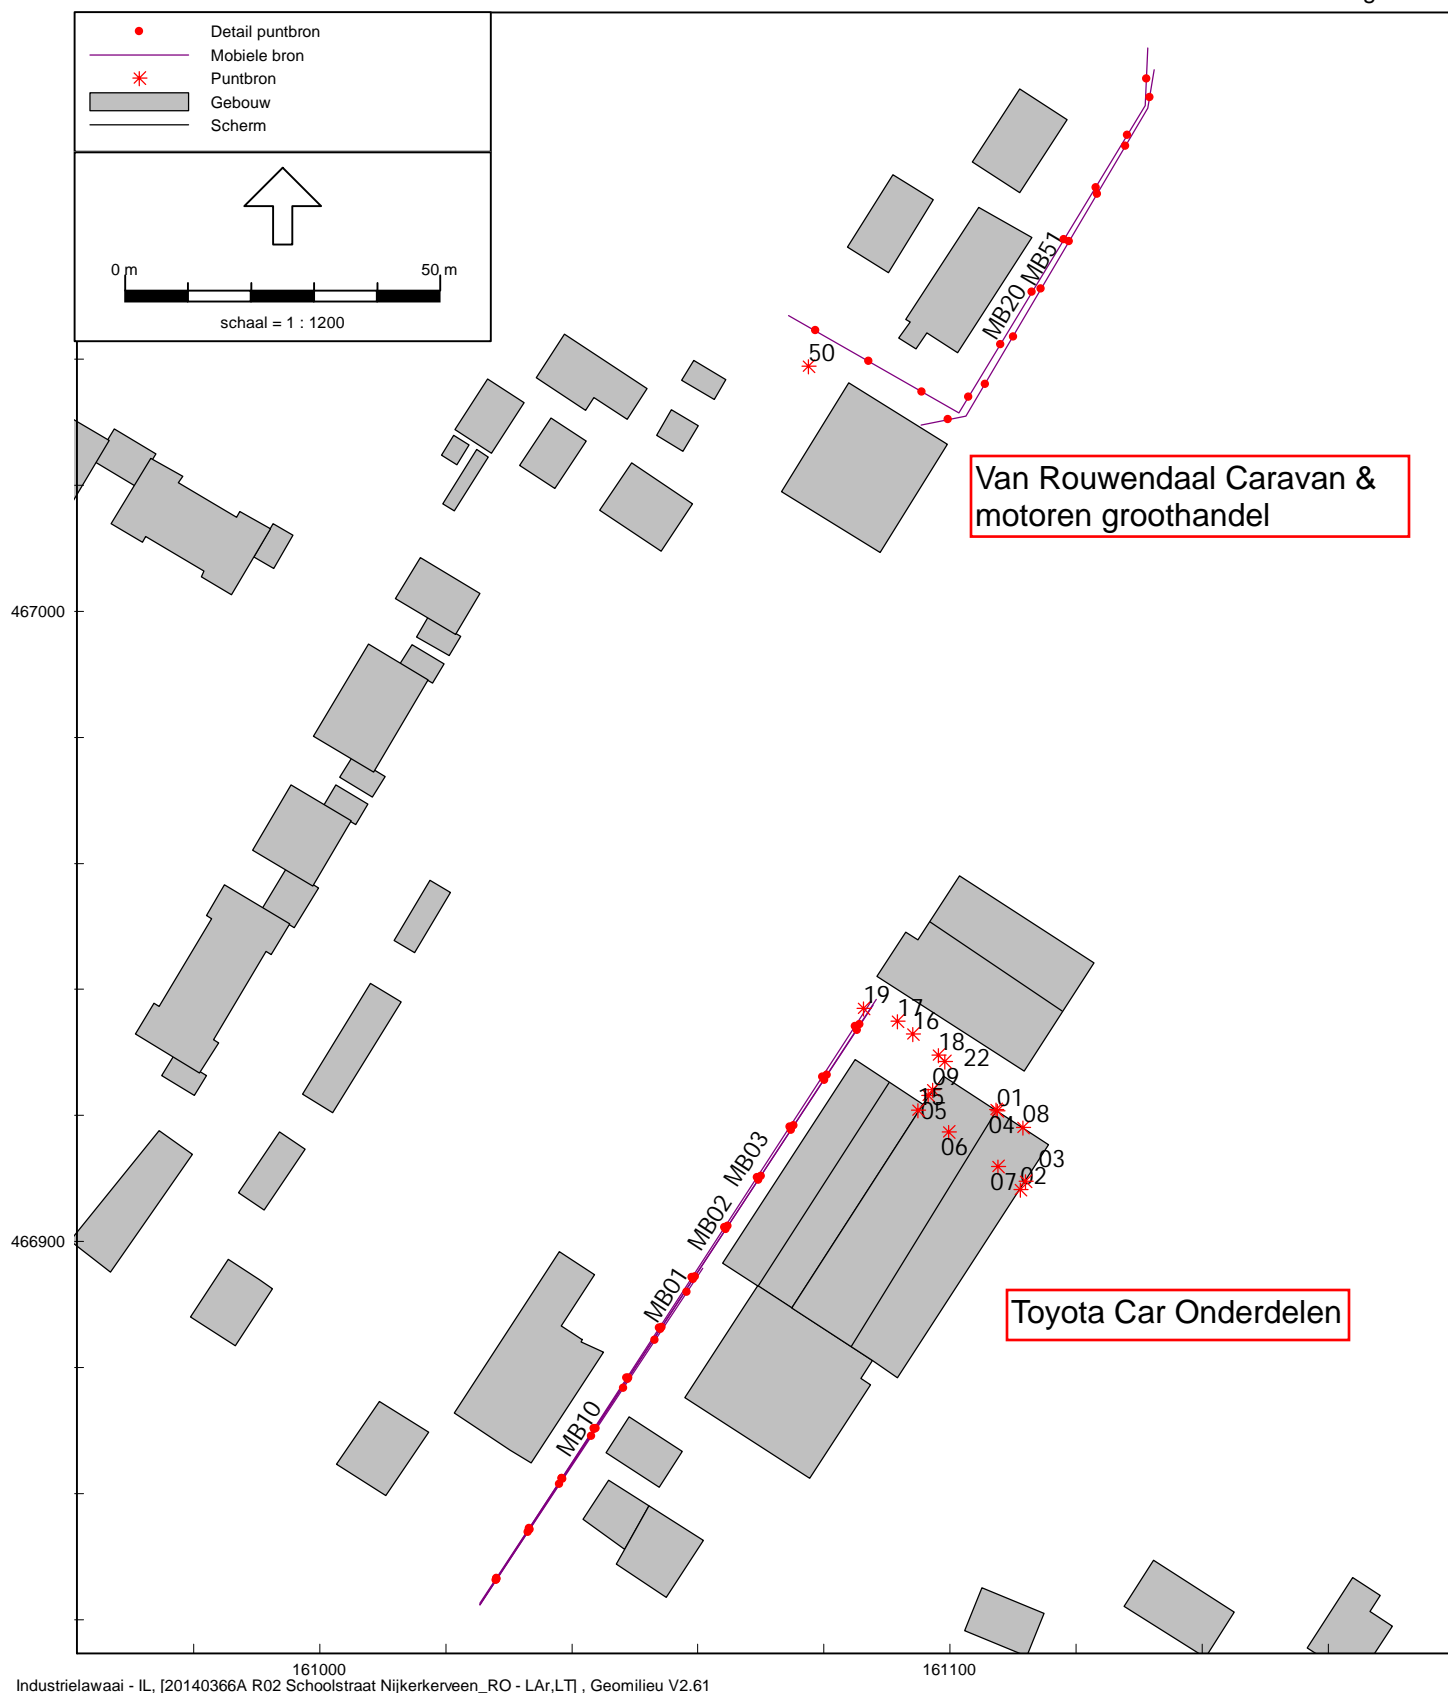 Detail puntbron
Mobiele bron
Puntbron
Gebouw
Scherm
0 m
50 m
schaal = 1 : 1200
MB51
MB20
50
Van Rouwendaal Caravan &
motoren groothandel
467000
19
17
16
18
22
09
15
05
01
04
08
06
03
02
07
MB03
MB02
466900
MB01
Toyota Car Onderdelen
MB10
161000
161100
Industrielawaai - IL, [20140366A R02 Schoolstraat Nijkerkerveen_RO - LAr,LT] , Geomilieu V2.61